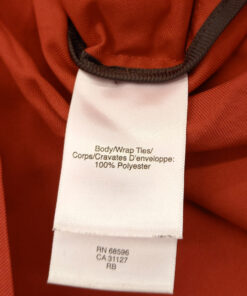 Body/Wrap Ties/
Corps/Cravates D'enveloppe:
100% Polyester
RN 68596
CA 31127
RB